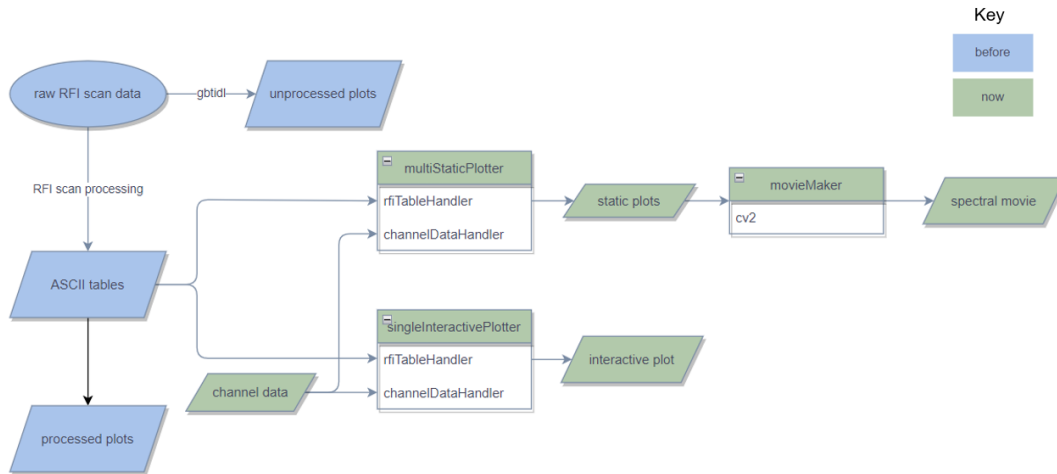 Key
before
now
raw RFI scan data
gbtidl
unprocessed plots
RFI scan processing
multiStaticPlotter
rfiTableHandler
channelDataHandler
static plots
movieMaker
cv2
spectral movie
ASCII tables
singleInteractivePlotter
rfiTableHandler
channelDataHandler
interactive plot
channel data
processed plots